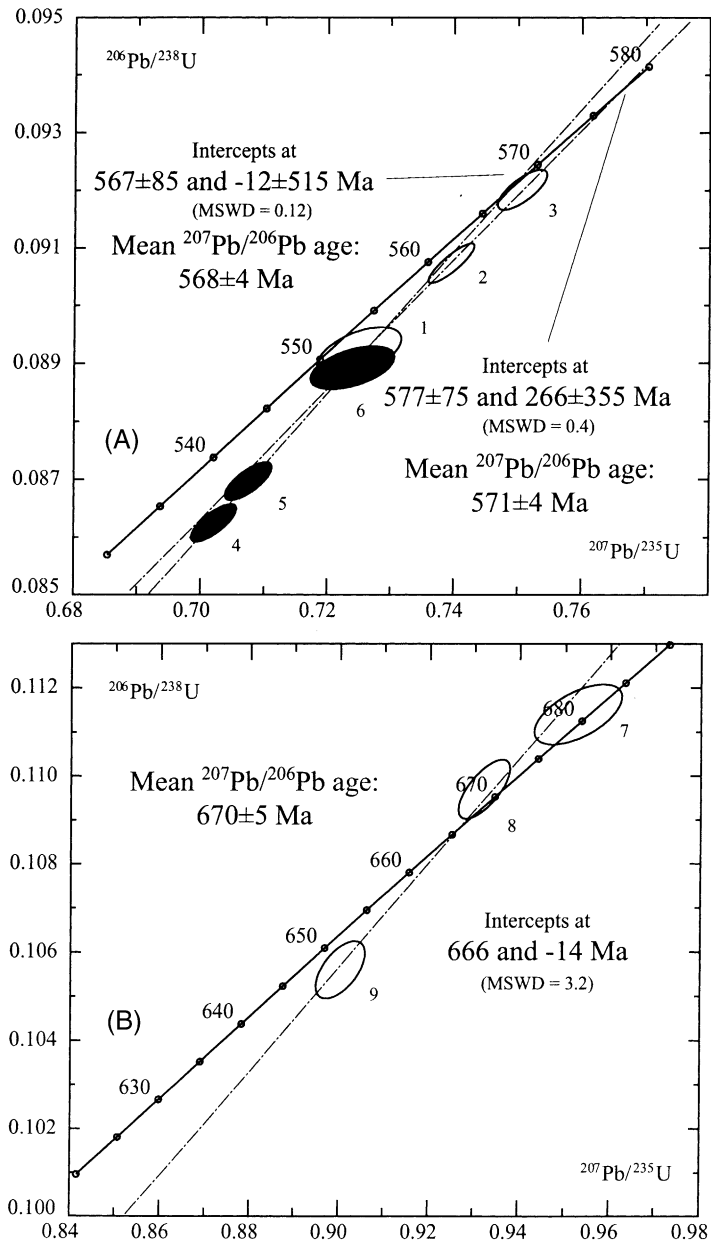 0.095
²⁰⁶Pb/²³⁸U
580
0.093
Intercepts at
570
567±85 and -12±515 Ma
(MSWD = 0.12)
3
0.091
Mean ²⁰⁷Pb/²⁰⁶Pb age:
560
568±4 Ma
2
1
550
0.089
Intercepts at
6
577±75 and 266±355 Ma
(MSWD = 0.4)
(A)
540
Mean ²⁰⁷Pb/²⁰⁶Pb age:
0.087
571±4 Ma
5
4
²⁰⁷Pb/²³⁵U
0.085
0.68 0.70 0.72 0.74 0.76
0.112
²⁰⁶Pb/²³⁸U
680
7
0.110
Mean ²⁰⁷Pb/²⁰⁶Pb age:
670
670±5 Ma
8
0.108
660
Intercepts at
650
666 and -14 Ma
0.106
(MSWD = 3.2)
9
640
(B)
0.104
630
0.102
²⁰⁷Pb/²³⁵U
0.100
0.84 0.86 0.88 0.90 0.92 0.94 0.96 0.98